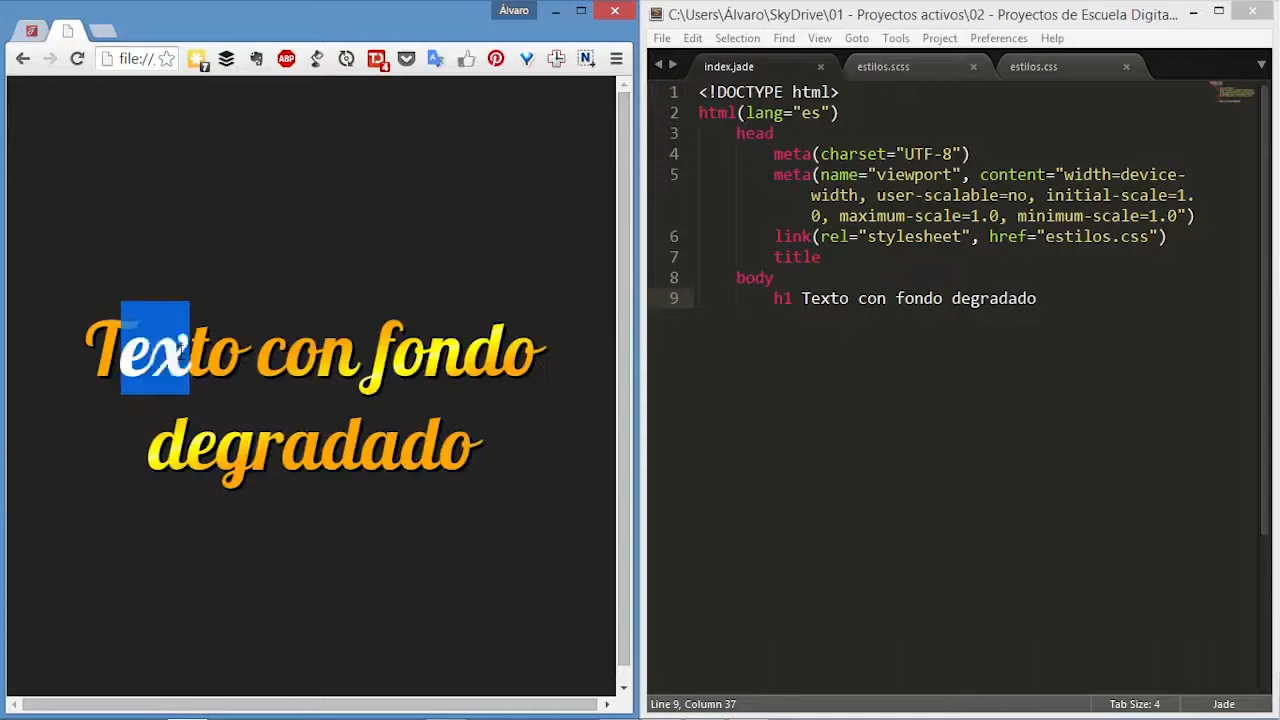 Álvaro
file://
7
4
Texto con fondo
degradado
C:\Users\Álvaro\SkyDrive\01 - Proyectos activos\02 - Proyectos de Escuela Digita...
File Edit Selection Find View Goto Tools Project Preferences Help
index.jade estilos.scss estilos.css
1 <!DOCTYPE html>
2 html(lang="es")
3 head
4 meta(charset="UTF-8")
5 meta(name="viewport", content="width=device-
width, user-scalable=no, initial-scale=1.
0, maximum-scale=1.0, minimum-scale=1.0")
6 link(rel="stylesheet", href="estilos.css")
7 title
8 body
9 h1 Texto con fondo degradado
Line 9, Column 37 Tab Size: 4 Jade